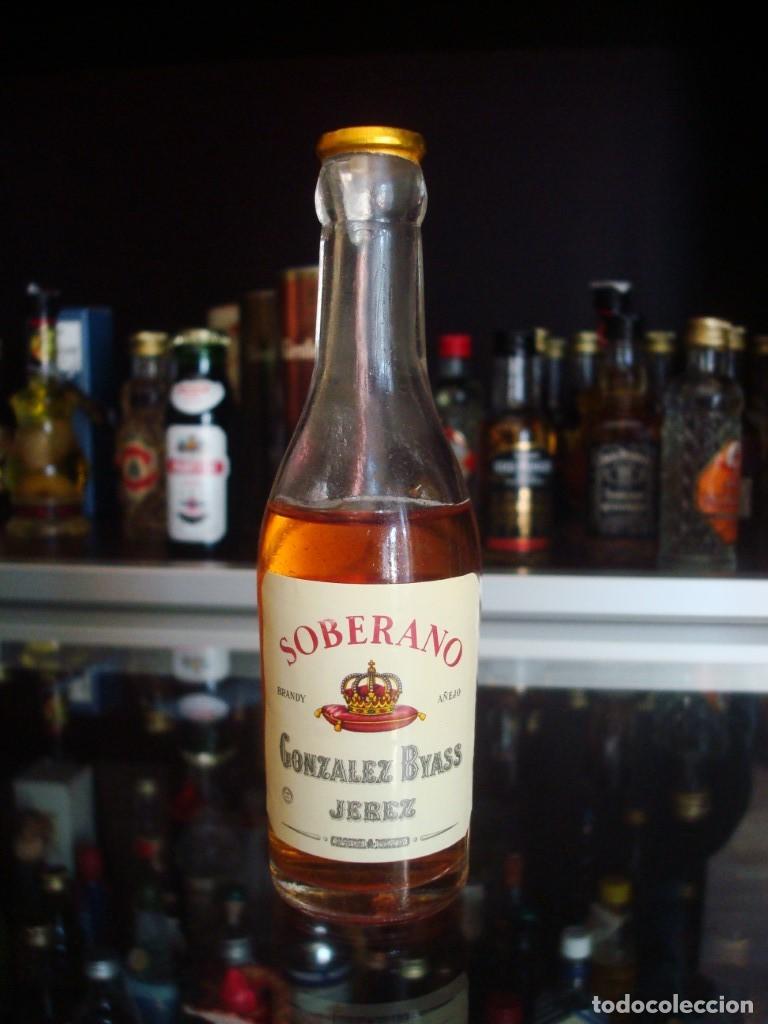 SOBERANO
BRANDY AÑEJO
GONZALEZ BYASS
JEREZ
todocoleccion